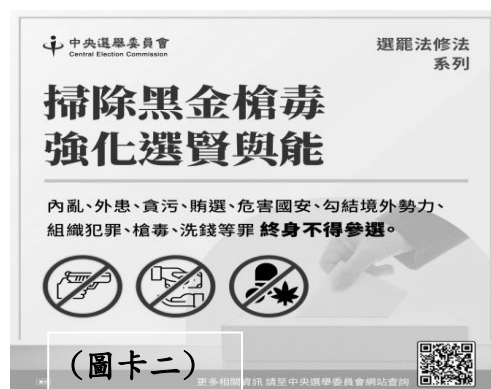 中央選舉委員會
Central Election Commission
選罷法修法
系列
掃除黑金槍毒
強化選賢與能
內亂、外患、貪污、賄選、危害國安、勾結境外勢力、
組織犯罪、槍毒、洗錢等罪 終身不得參選。
(圖卡二)
更多相關資訊 請至中央選舉委員會網站查詢